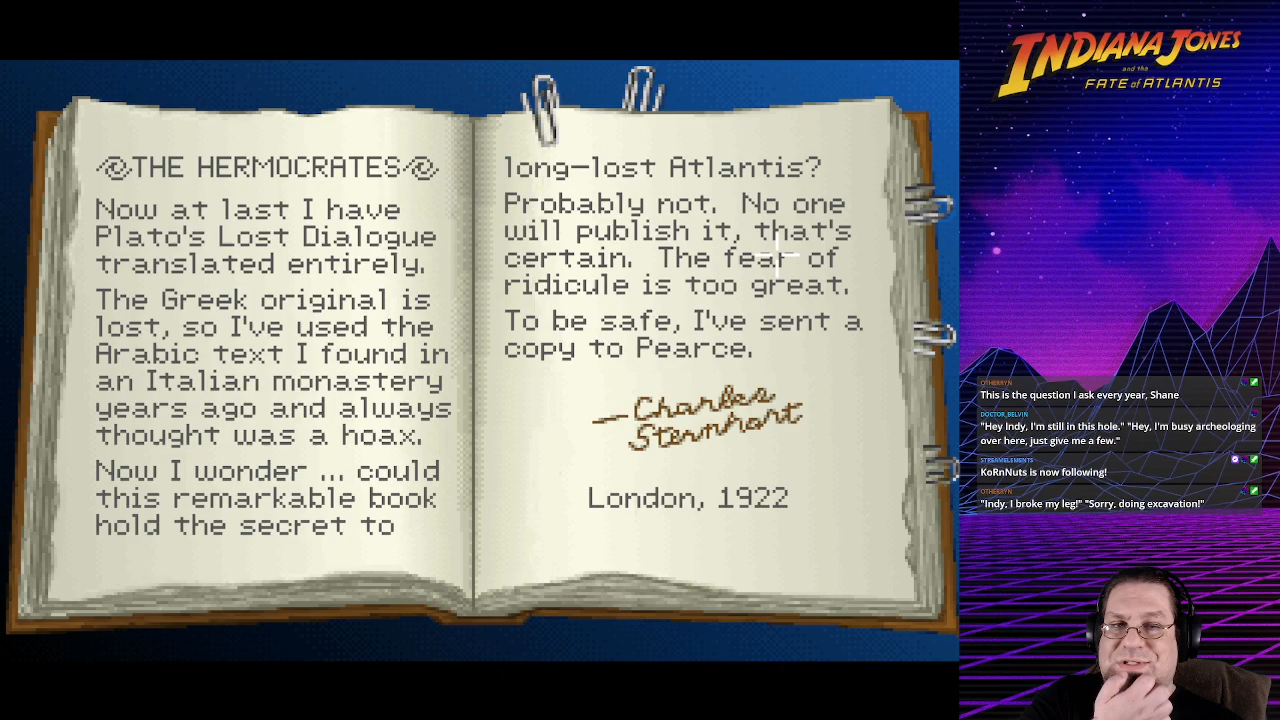 THE HERMOCRATES
Now at last I have
Plato's Lost Dialogue
translated entirely.
The Greek original is
lost, so I've used the
Arabic text I found in
an Italian monastery
years ago and always
thought was a hoax.
Now I wonder ... could
this remarkable book
hold the secret to
long-lost Atlantis?
Probably not. No one
will publish it, that's
certain. The fear of
ridicule is too great.
To be safe, I've sent a
copy to Pearce.
—Charles
Sternhart
London, 1922
INDIANA JONES
and the
FATE of ATLANTIS
OTHERRYN
This is the question I ask every year, Shane
DOCTOR_BELVIN
"Hey Indy, I'm still in this hole." "Hey, I'm busy archeologing
over here, just give me a few."
STREAMELEMENTS
KoRnNuts is now following!
OTHERRYN
"Indy, I broke my leg!" "Sorry, doing excavation!"